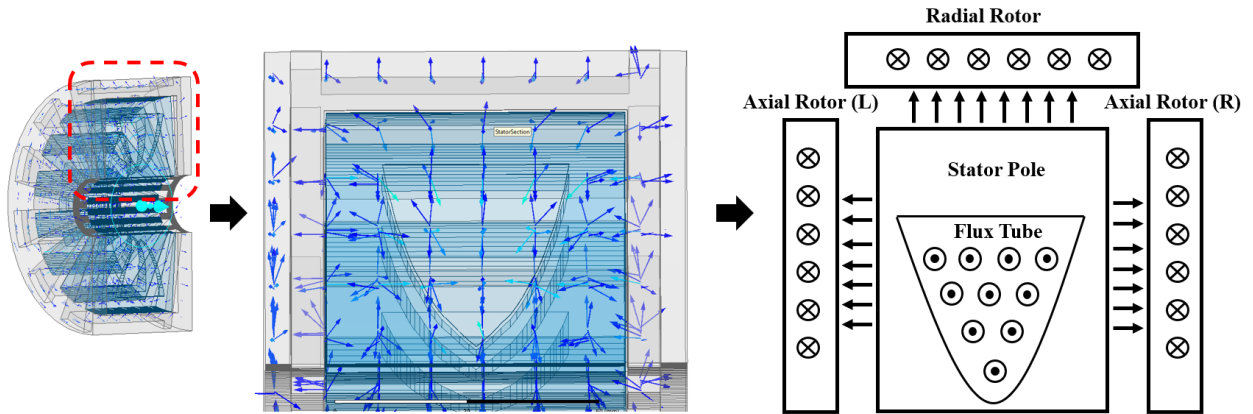 StatorSection
Radial Rotor
Axial Rotor (L)
Axial Rotor (R)
Stator Pole
Flux Tube